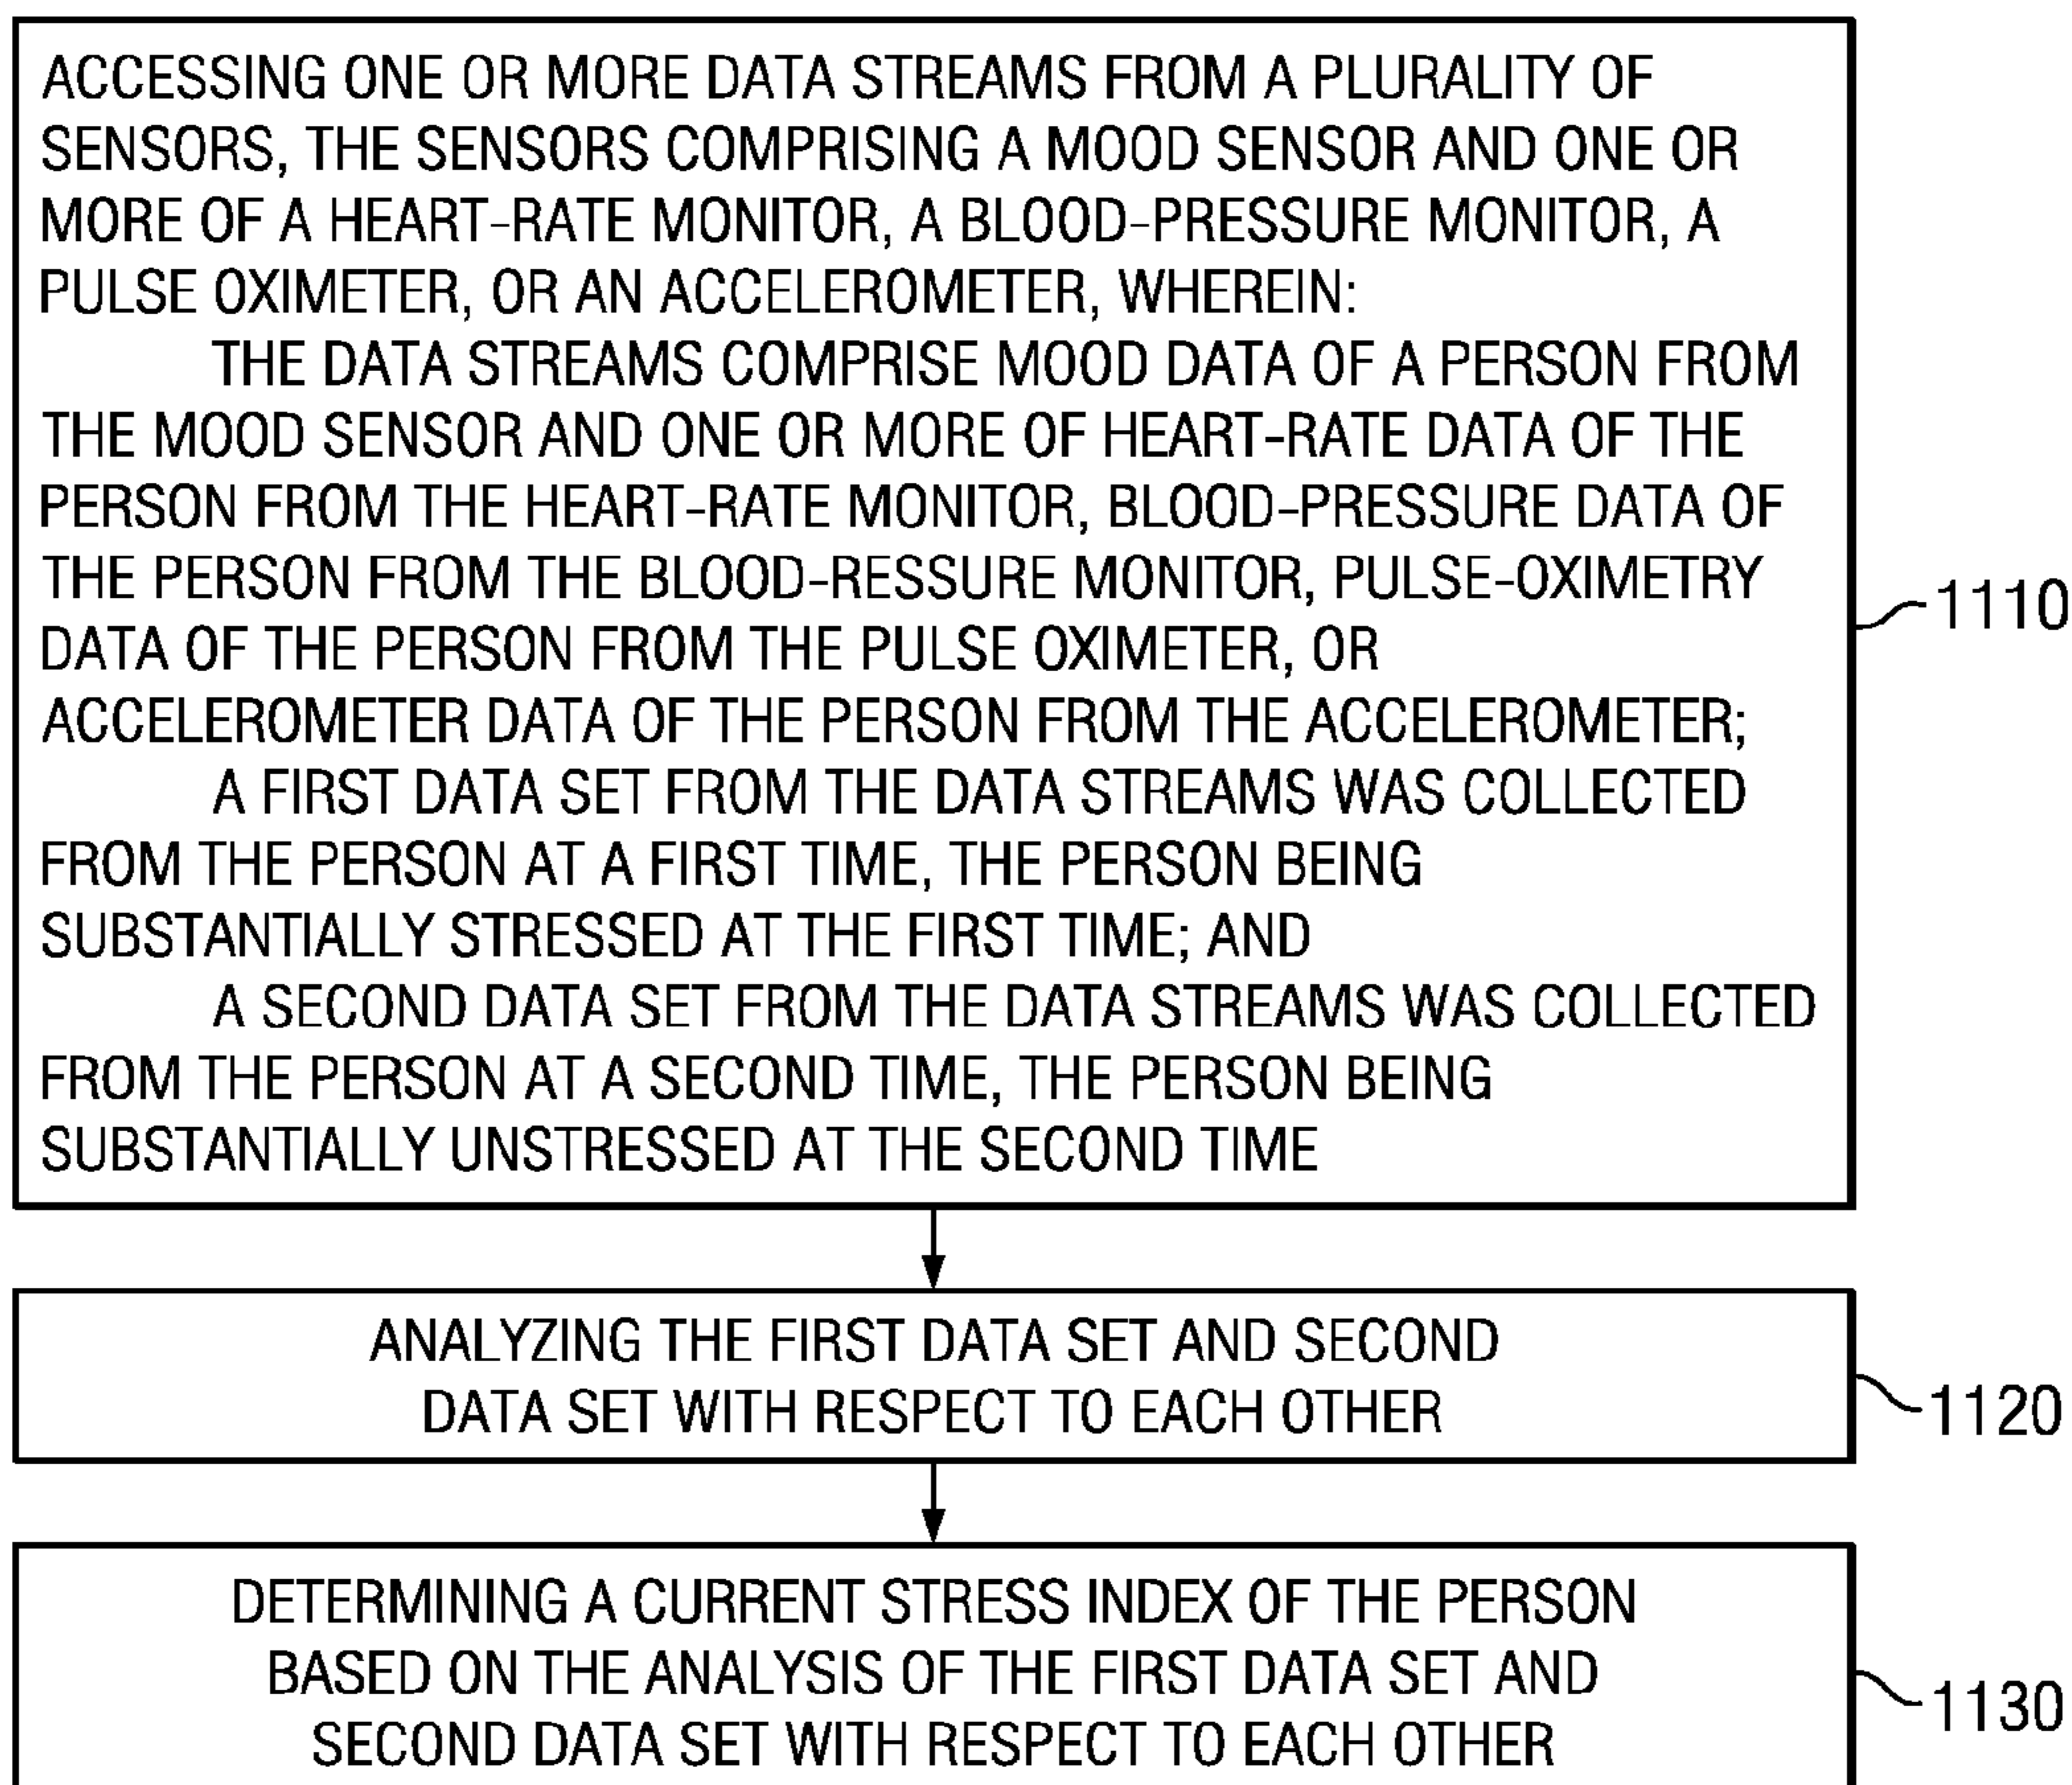 ACCESSING ONE OR MORE DATA STREAMS FROM A PLURALITY OF
SENSORS, THE SENSORS COMPRISING A MOOD SENSOR AND ONE OR
MORE OF A HEART-RATE MONITOR, A BLOOD-PRESSURE MONITOR, A
PULSE OXIMETER, OR AN ACCELEROMETER, WHEREIN:
THE DATA STREAMS COMPRISE MOOD DATA OF A PERSON FROM
THE MOOD SENSOR AND ONE OR MORE OF HEART-RATE DATA OF THE
PERSON FROM THE HEART-RATE MONITOR, BLOOD-PRESSURE DATA OF
THE PERSON FROM THE BLOOD-RESSURE MONITOR, PULSE-OXIMETRY
DATA OF THE PERSON FROM THE PULSE OXIMETER, OR
ACCELEROMETER DATA OF THE PERSON FROM THE ACCELEROMETER;
A FIRST DATA SET FROM THE DATA STREAMS WAS COLLECTED
FROM THE PERSON AT A FIRST TIME, THE PERSON BEING
SUBSTANTIALLY STRESSED AT THE FIRST TIME; AND
A SECOND DATA SET FROM THE DATA STREAMS WAS COLLECTED
FROM THE PERSON AT A SECOND TIME, THE PERSON BEING
SUBSTANTIALLY UNSTRESSED AT THE SECOND TIME
1110
ANALYZING THE FIRST DATA SET AND SECOND
DATA SET WITH RESPECT TO EACH OTHER
1120
DETERMINING A CURRENT STRESS INDEX OF THE PERSON
BASED ON THE ANALYSIS OF THE FIRST DATA SET AND
SECOND DATA SET WITH RESPECT TO EACH OTHER
1130